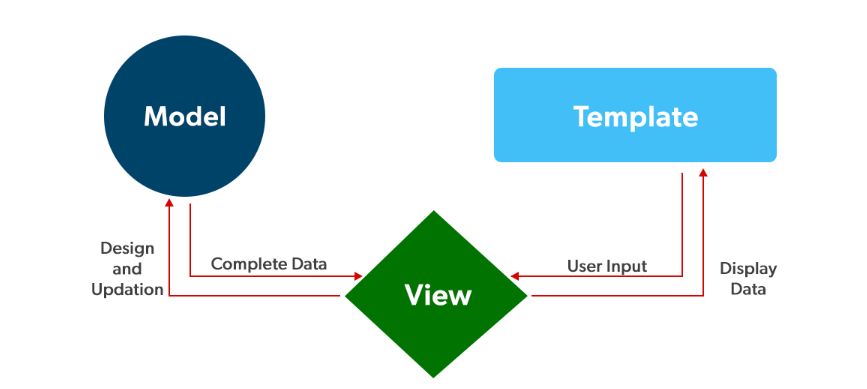 Model
Template
Design
and
Updation
Complete Data
User Input
Display
Data
View